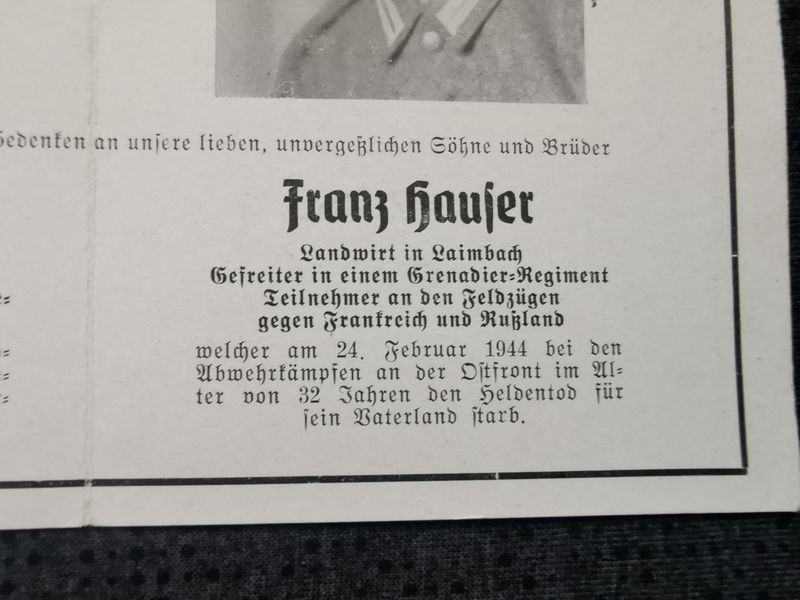 Gedenken an unsere lieben, unvergeßlichen Söhne und Brüder
Franz Hauser
Landwirt in Laimbach
Gefreiter in einem Grenadier-Regiment
Teilnehmer an den Feldzügen
gegen Frankreich und Rußland
welcher am 24. Februar 1944 bei den
Abwehrkämpfen an der Ostfront im Al-
ter von 32 Jahren den Heldentod für
sein Vaterland starb.